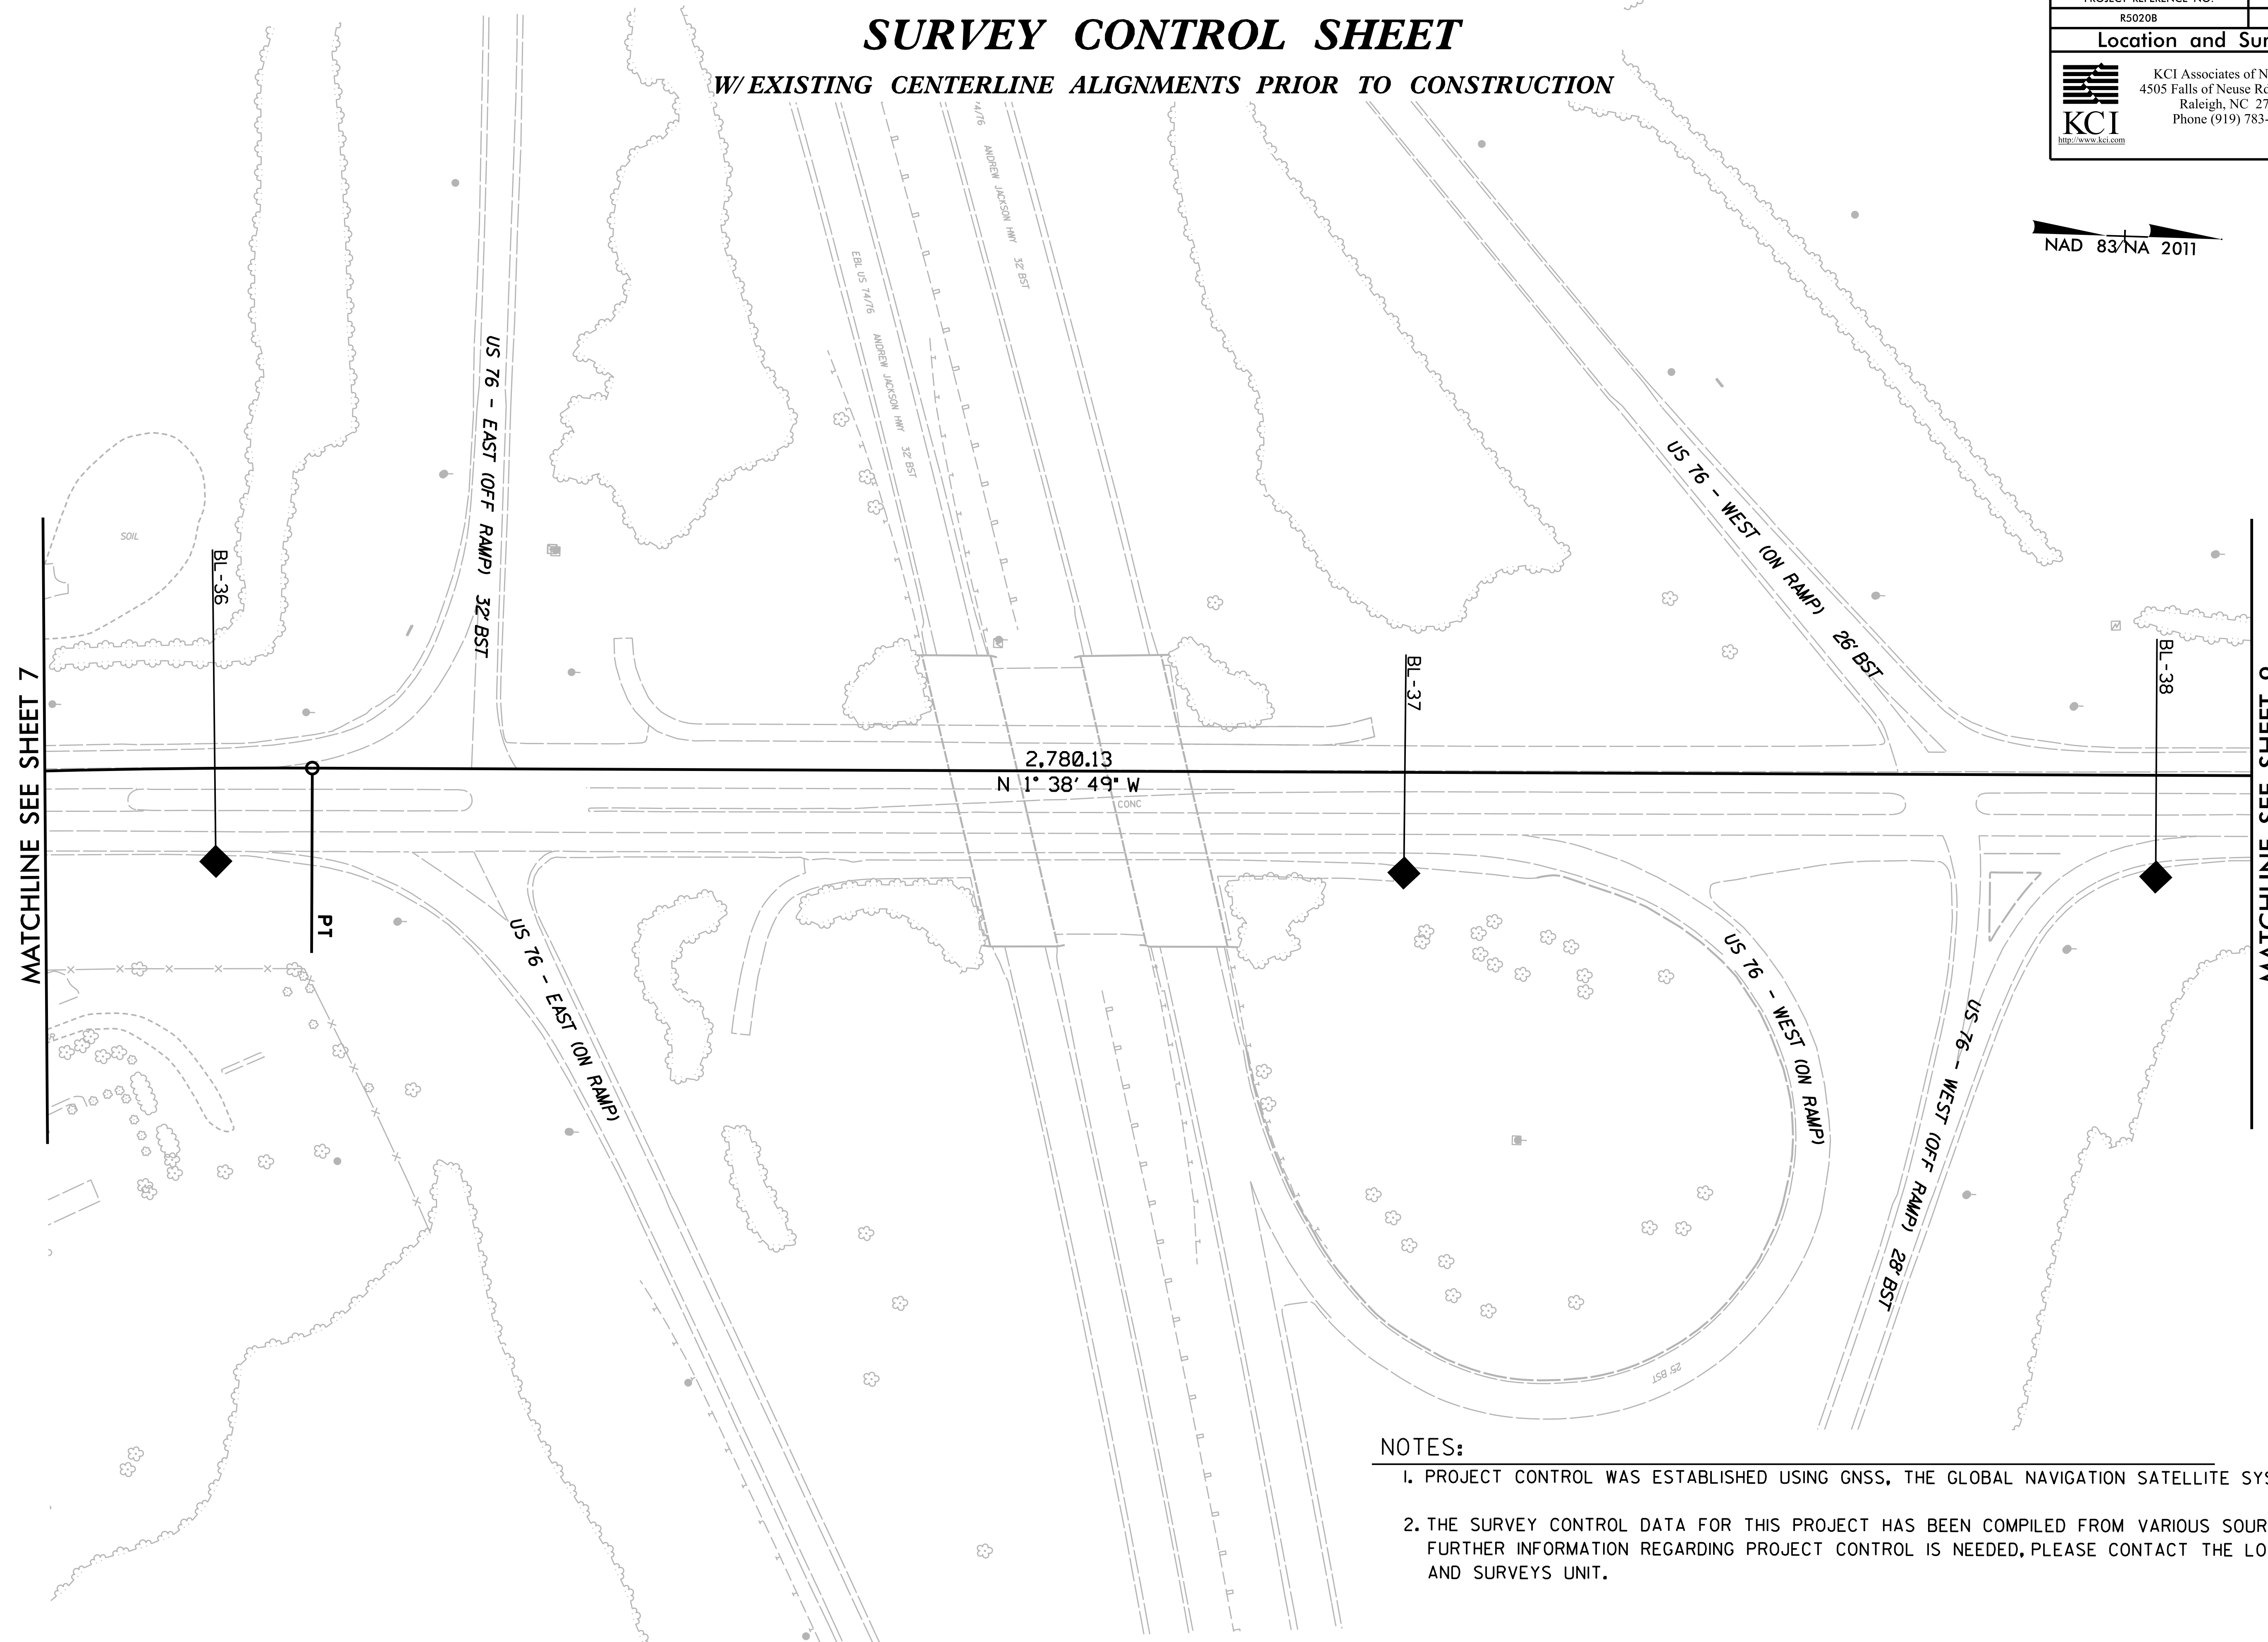 SURVEY CONTROL SHEET
W/ EXISTING CENTERLINE ALIGNMENTS PRIOR TO CONSTRUCTION
R5020B
Location and Sur
KCI Associates of N
4505 Falls of Neuse Rd
Raleigh, NC 27
Phone (919) 783-
KCI
http://www.kci.com
NAD 83/NA 2011
4/76 ANDREW JACKSON HWY 32' BST
EBL US 74/76 ANDREW JACKSON HWY 32' BST
US 76 - EAST (OFF RAMP) 32' BST
US 76 - WEST (ON RAMP) 26' BST
SOIL
BL-36
BL-37
BL-38
MATCHLINE SEE SHEET 7
MATCHLINE SEE SHEET
2,780.13
N 1° 38' 49" W
CONC
PT
US 76 - EAST (ON RAMP)
US 76 - WEST (ON RAMP)
US 76 - WEST (OFF RAMP) 28' BST
25' BST
NOTES:
1. PROJECT CONTROL WAS ESTABLISHED USING GNSS, THE GLOBAL NAVIGATION SATELLITE SYS
2. THE SURVEY CONTROL DATA FOR THIS PROJECT HAS BEEN COMPILED FROM VARIOUS SOUR
FURTHER INFORMATION REGARDING PROJECT CONTROL IS NEEDED, PLEASE CONTACT THE LO
AND SURVEYS UNIT.